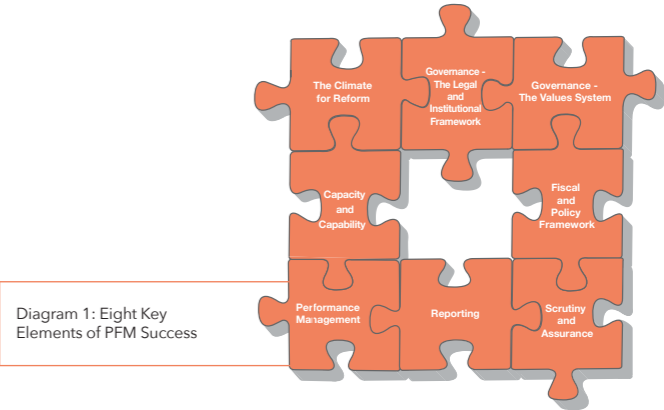 The Climate
for Reform
Governance -
The Legal
and
Institutional
Framework
Governance -
The Values System
Capacity
and
Capability
Fiscal
and
Policy
Framework
Diagram 1: Eight Key
Elements of PFM Success
Performance
Management
Reporting
Scrutiny
and
Assurance